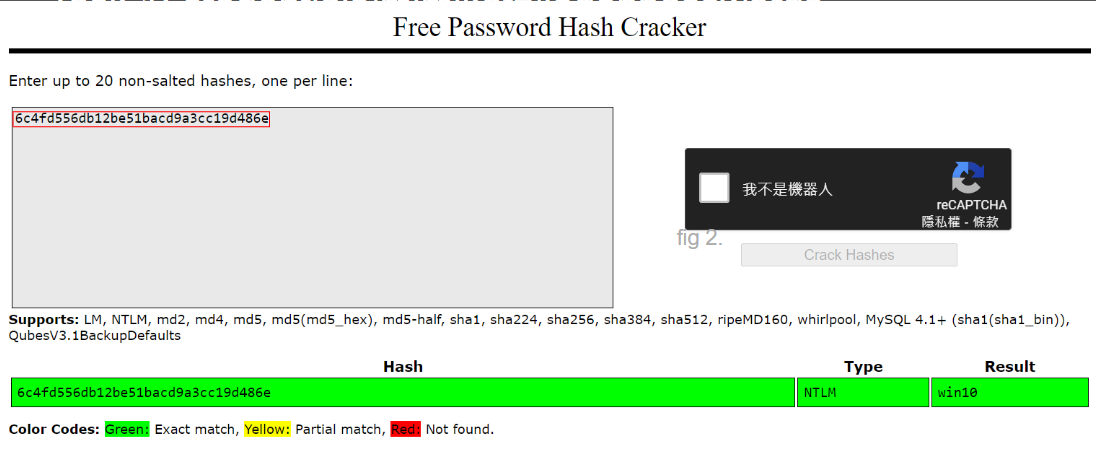 Free Password Hash Cracker
Enter up to 20 non-salted hashes, one per line:
6c4fd556db12be51bacd9a3cc19d486e
我不是機器人
reCAPTCHA
隱私權 - 條款
fig 2.
Crack Hashes
Supports: LM, NTLM, md2, md4, md5, md5(md5_hex), md5-half, sha1, sha224, sha256, sha384, sha512, ripeMD160, whirlpool, MySQL 4.1+ (sha1(sha1_bin)),
QubesV3.1BackupDefaults
Hash Type Result
6c4fd556db12be51bacd9a3cc19d486e NTLM win10
Color Codes: Green: Exact match, Yellow: Partial match, Red: Not found.